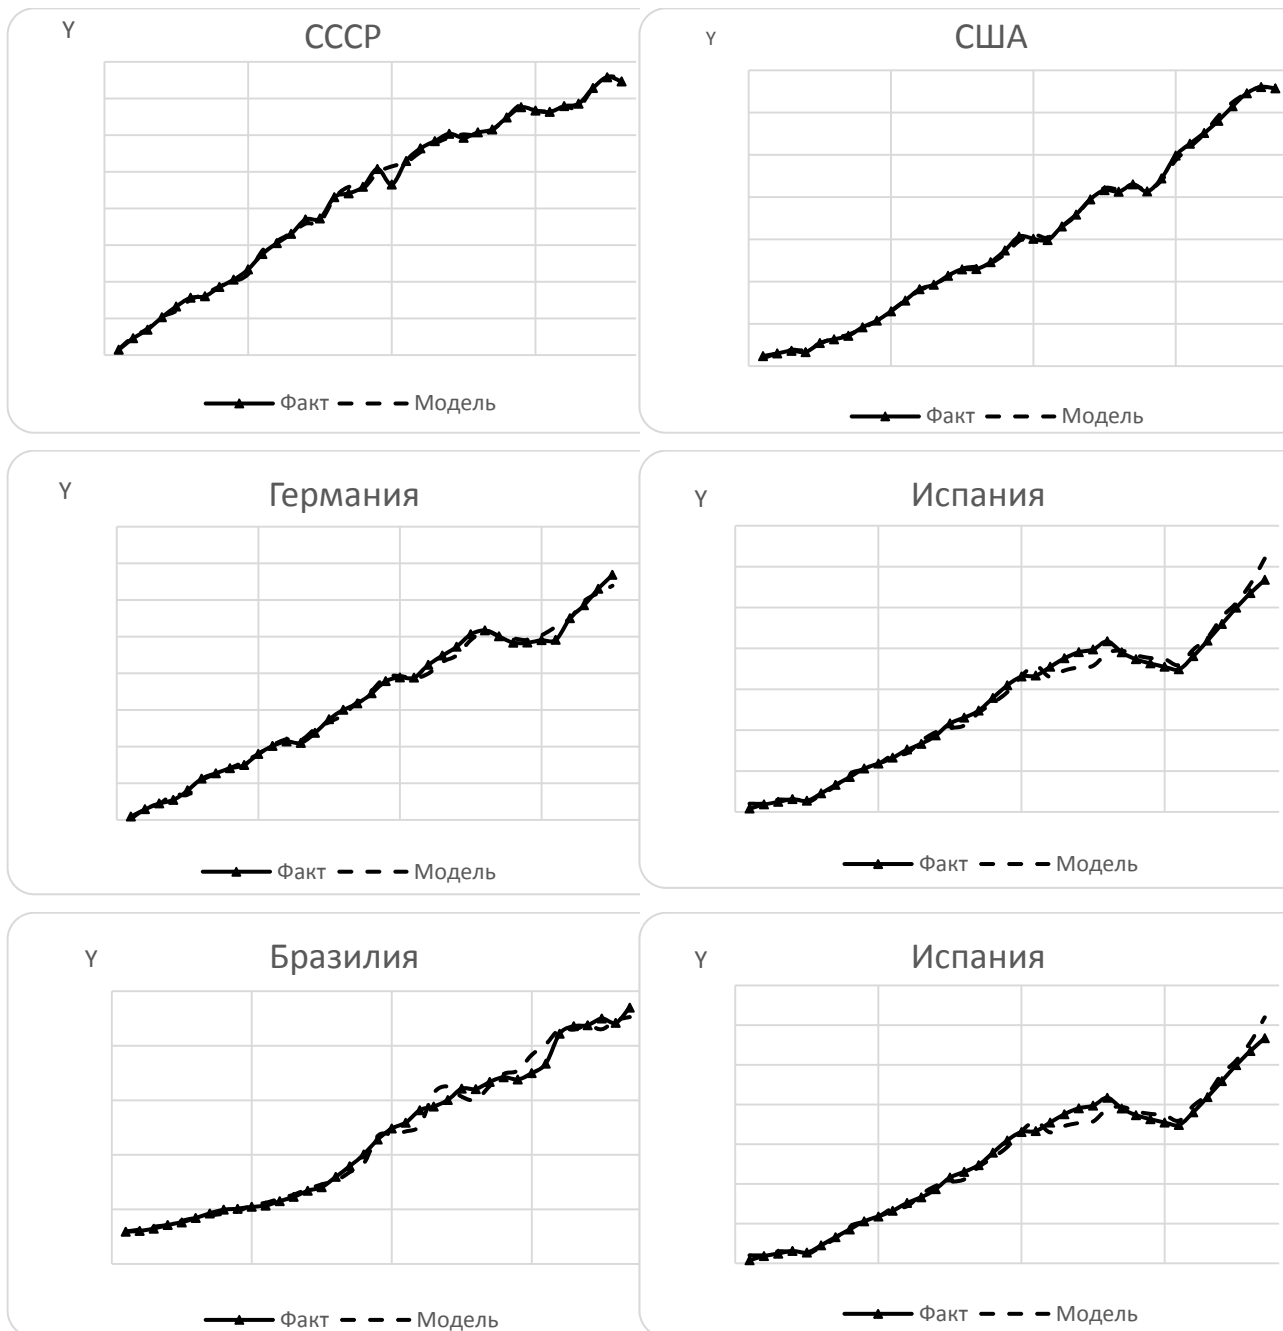 Y
СССР
Факт Модель
Y
США
Факт Модель
Y
Германия
Факт Модель
Y
Испания
Факт Модель
Y
Бразилия
Факт Модель
Y
Испания
Факт Модель